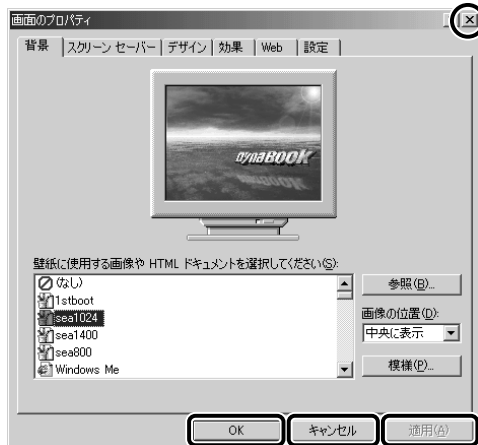 画面のプロパティ
背景 スクリーン セーバー デザイン 効果 Web 設定
dynaBOOK
壁紙に使用する画像や HTML ドキュメントを選択してください(S):
(なし)
1stboot
sea1024
sea1400
sea800
Windows Me
参照(B)...
画像の位置(D):
中央に表示
模様(P)...
OK キャンセル 適用(A)